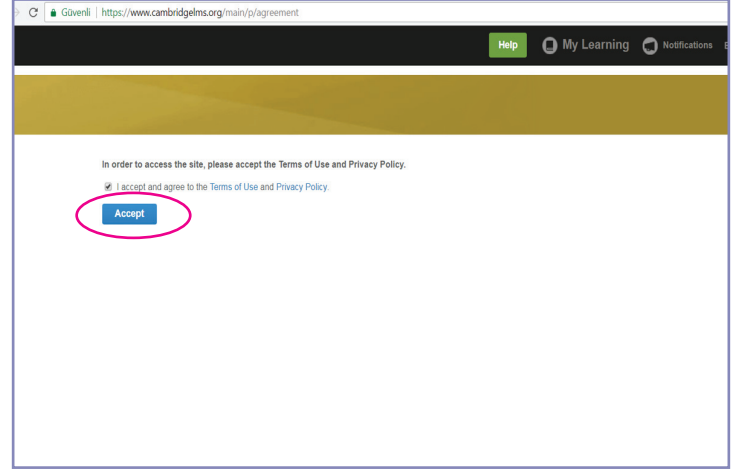 Güvenli | https://www.cambridgelms.org/main/p/agreement
Help My Learning Notifications
In order to access the site, please accept the Terms of Use and Privacy Policy.
I accept and agree to the Terms of Use and Privacy Policy.
Accept